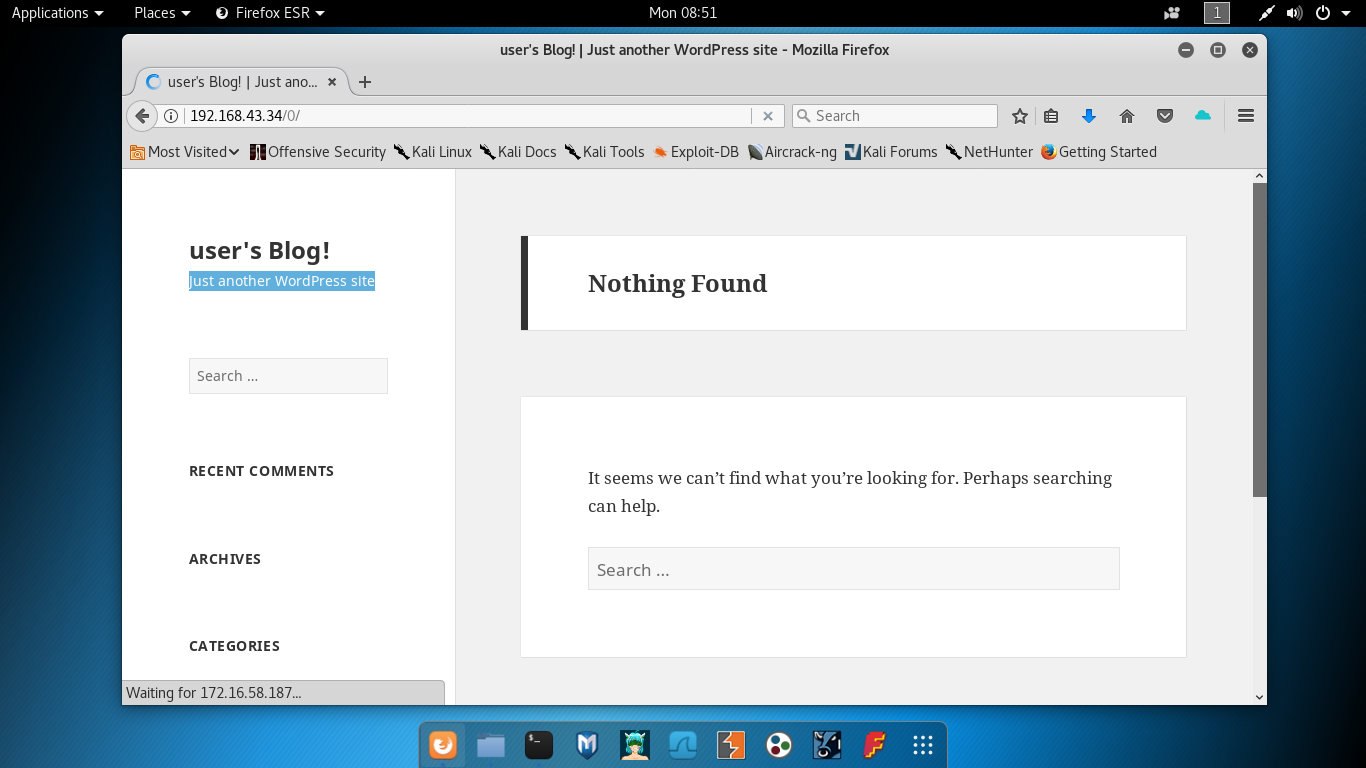 Applications Places Firefox ESR Mon 08:51 1
user's Blog! | Just another WordPress site - Mozilla Firefox
user's Blog! | Just ano...
192.168.43.34/0/ Search
Most Visited Offensive Security Kali Linux Kali Docs Kali Tools Exploit-DB Aircrack-ng Kali Forums NetHunter Getting Started
user's Blog!
Just another WordPress site
Search ...
RECENT COMMENTS
ARCHIVES
CATEGORIES
Nothing Found
It seems we can’t find what you’re looking for. Perhaps searching
can help.
Search ...
Waiting for 172.16.58.187...
$_